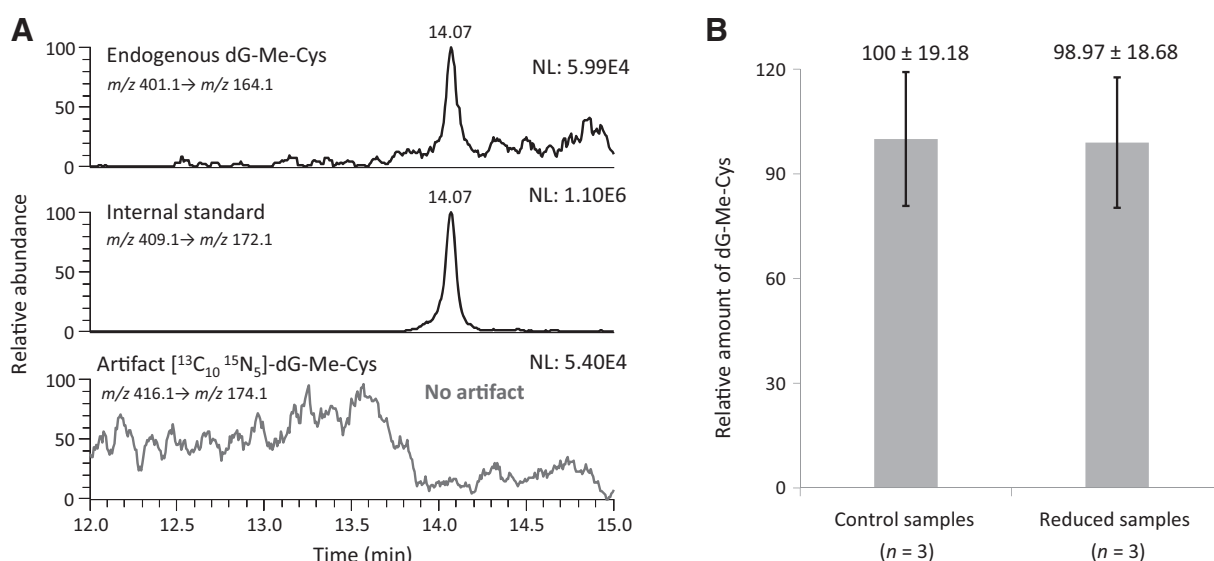 A
Relative abundance
100
50
0
Endogenous dG-Me-Cys
m/z 401.1→ m/z 164.1
14.07
NL: 5.99E4
100
50
0
Internal standard
m/z 409.1→ m/z 172.1
14.07
NL: 1.10E6
100
50
0
Artifact [¹³C₁₀ ¹⁵N₅]-dG-Me-Cys
m/z 416.1→ m/z 174.1
NL: 5.40E4
No artifact
12.0 12.5 13.0 13.5 14.0 14.5 15.0
Time (min)
B
Relative amount of dG-Me-Cys
120
90
60
30
0
100 ± 19.18 98.97 ± 18.68
Control samples Reduced samples
(n = 3) (n = 3)